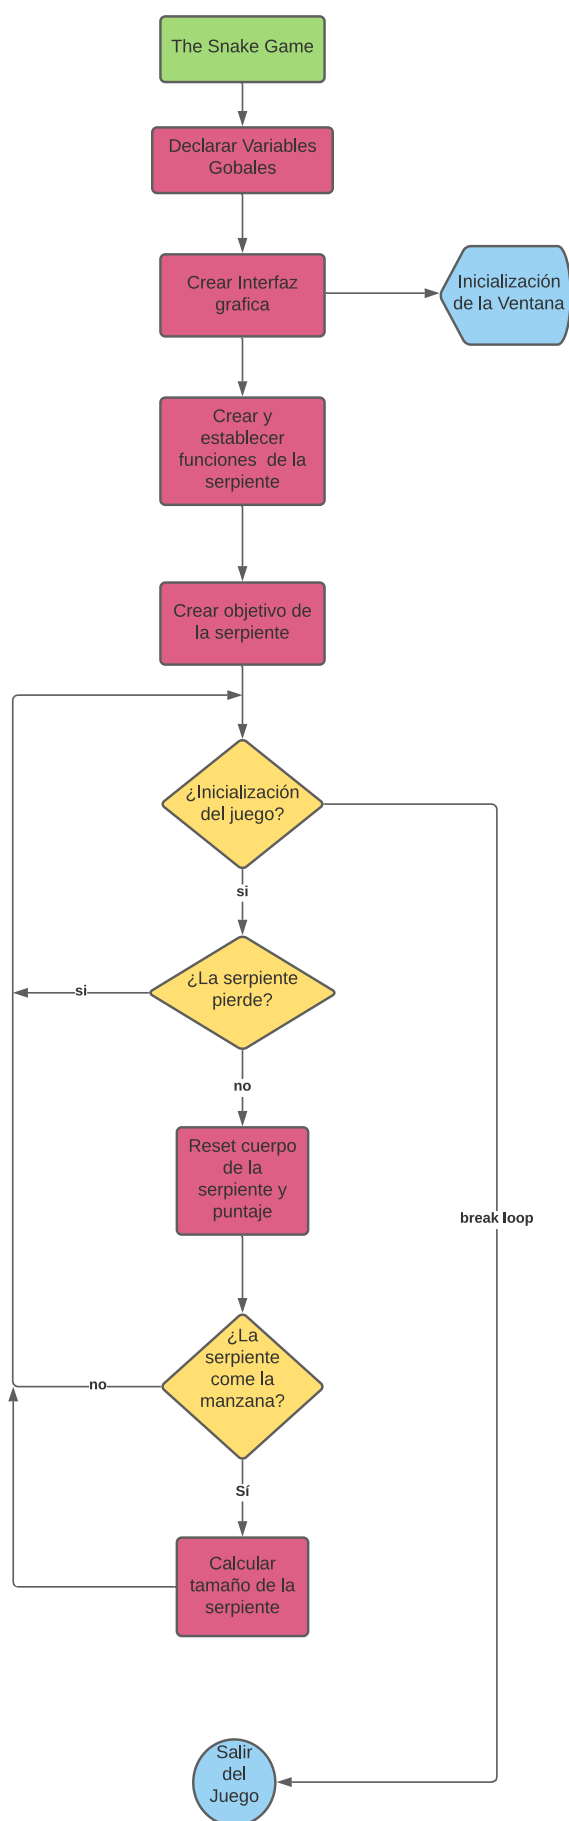 The Snake Game
Declarar Variables
Gobales
Crear Interfaz
grafica
Inicialización
de la Ventana
Crear y
establecer
funciones  de la
serpiente
Crear objetivo de
la serpiente
¿Inicialización
del juego?
si
¿La serpiente
pierde?
si
no
Reset cuerpo
de la
serpiente y
puntaje
break loop
¿La
serpiente
come la
manzana?
no
Sí
Calcular
tamaño de la
serpiente
Salir
del
Juego